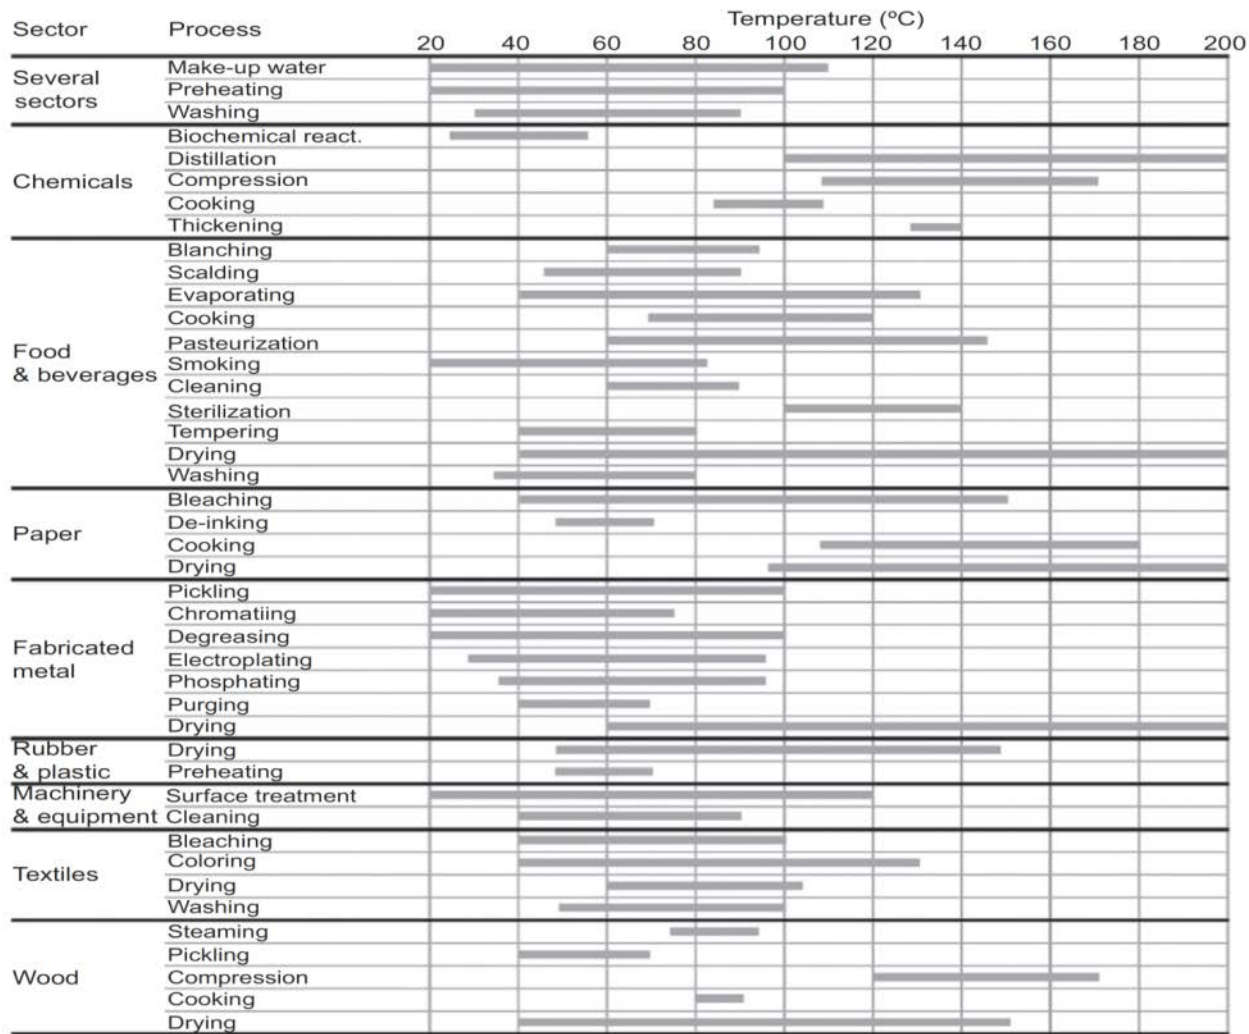 Temperature (ºC)
Sector Process 20 40 60 80 100 120 140 160 180 200
Several sectors
Make-up water
Preheating
Washing
Chemicals
Biochemical react.
Distillation
Compression
Cooking
Thickening
Food & beverages
Blanching
Scalding
Evaporating
Cooking
Pasteurization
Smoking
Cleaning
Sterilization
Tempering
Drying
Washing
Paper
Bleaching
De-inking
Cooking
Drying
Fabricated metal
Pickling
Chromatiing
Degreasing
Electroplating
Phosphating
Purging
Drying
Rubber & plastic
Drying
Preheating
Machinery & equipment
Surface treatment
Cleaning
Textiles
Bleaching
Coloring
Drying
Washing
Wood
Steaming
Pickling
Compression
Cooking
Drying